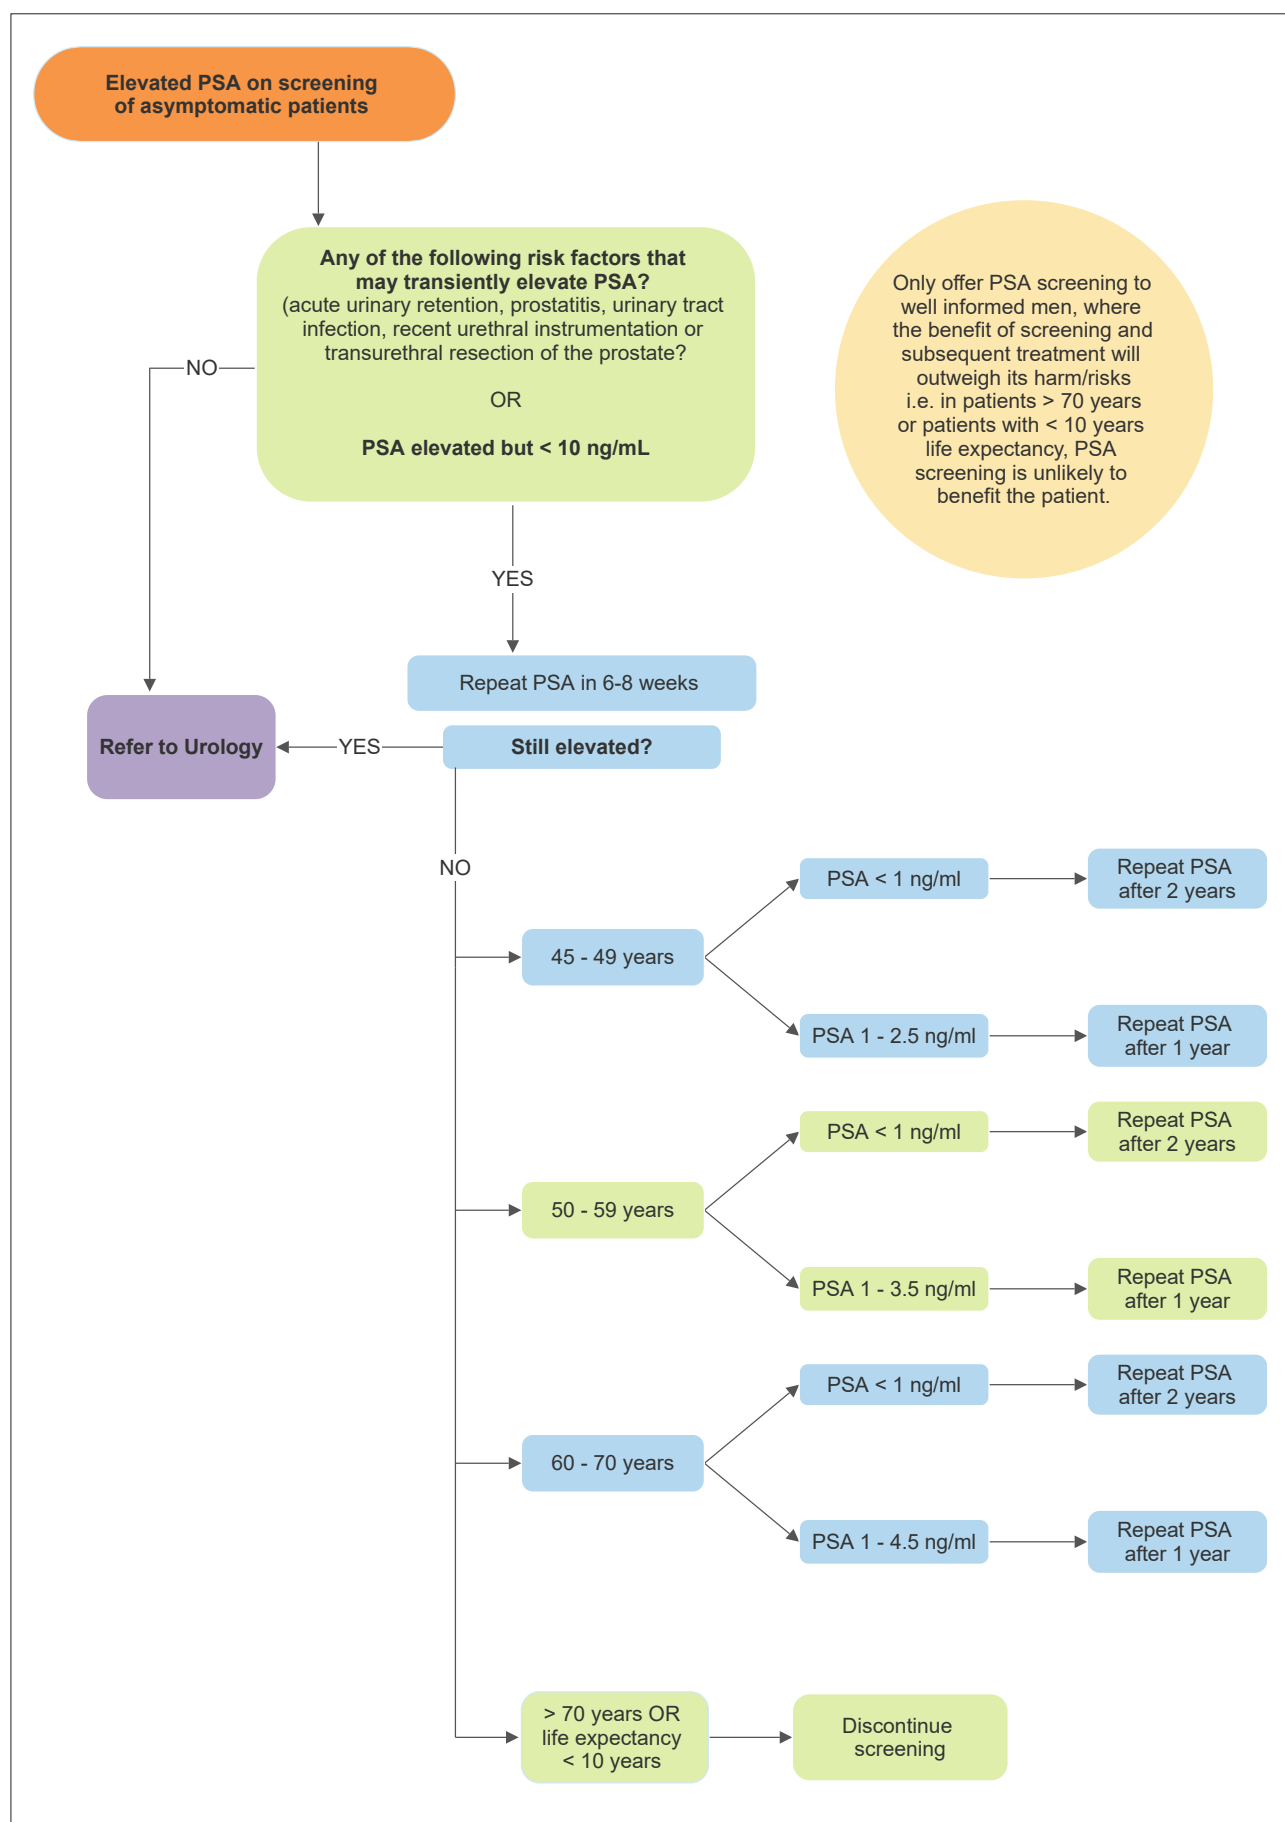 Elevated PSA on screening
of asymptomatic patients
Any of the following risk factors that
may transiently elevate PSA?
(acute urinary retention, prostatitis, urinary tract
infection, recent urethral instrumentation or
transurethral resection of the prostate?
OR
PSA elevated but < 10 ng/mL
Only offer PSA screening to
well informed men, where
the benefit of screening and
subsequent treatment will
outweigh its harm/risks
i.e. in patients > 70 years
or patients with < 10 years
life expectancy, PSA
screening is unlikely to
benefit the patient.
NO
YES
Repeat PSA in 6-8 weeks
Refer to Urology
YES
Still elevated?
NO
45 - 49 years
PSA < 1 ng/ml
Repeat PSA
after 2 years
PSA 1 - 2.5 ng/ml
Repeat PSA
after 1 year
50 - 59 years
PSA < 1 ng/ml
Repeat PSA
after 2 years
PSA 1 - 3.5 ng/ml
Repeat PSA
after 1 year
60 - 70 years
PSA < 1 ng/ml
Repeat PSA
after 2 years
PSA 1 - 4.5 ng/ml
Repeat PSA
after 1 year
> 70 years OR
life expectancy
< 10 years
Discontinue
screening